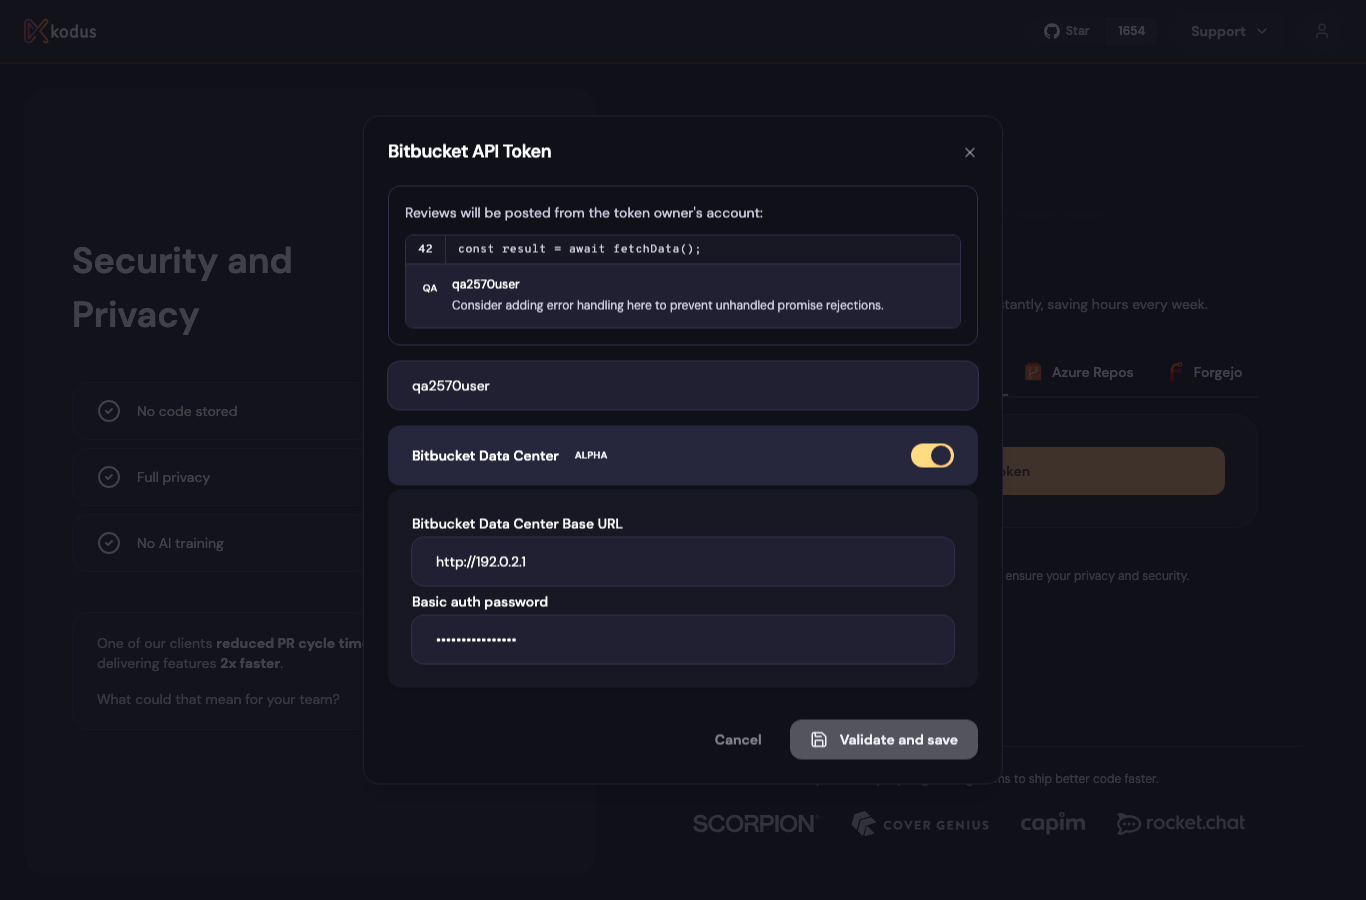 kodus
Star 1654
Support
Bitbucket API Token
Reviews will be posted from the token owner's account:
42 const result = await fetchData();
QA qa2570user
Consider adding error handling here to prevent unhandled promise rejections.
qa2570user
Bitbucket Data Center ALPHA
Bitbucket Data Center Base URL
http://192.0.2.1
Basic auth password
••••••••••••••••
Cancel
Validate and save
Security and
Privacy
No code stored
Full privacy
No AI training
One of our clients reduced PR cycle
delivering features 2x faster.
What could that mean for your team?
saving hours every week.
Azure Repos
Forgejo
ensure your privacy and security.
to ship better code faster.
SCORPION
COVER GENIUS
capim
rocket.chat